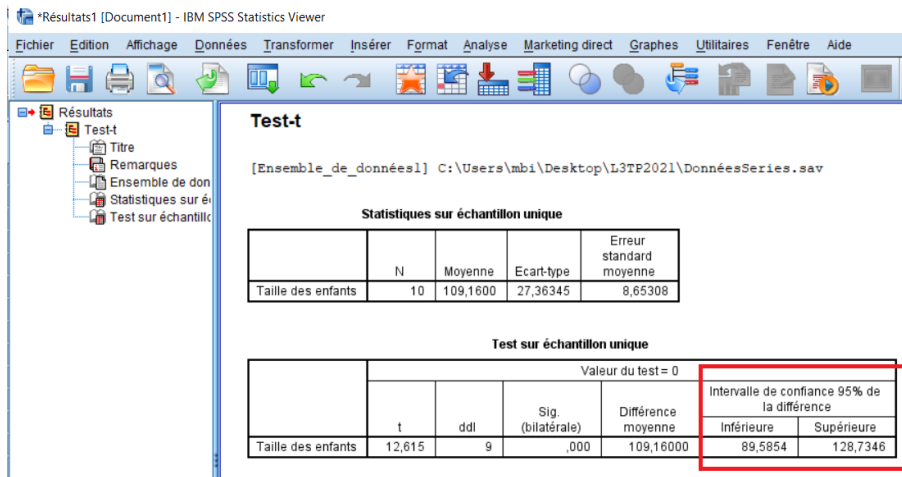 *Résultats1 [Document1] - IBM SPSS Statistics Viewer
Fichier Edition Affichage Données Transformer Insérer Format Analyse Marketing direct Graphes Utilitaires Fenêtre Aide
Résultats
Test-t
Titre
Remarques
Ensemble de don
Statistiques sur é
Test sur échantillo
Test-t
[Ensemble_de_données1] C:\Users\mbi\Desktop\L3TP2021\DonnéesSeries.sav
Statistiques sur échantillon unique
N Moyenne Ecart-type Erreur standard moyenne
Taille des enfants 10 109,1600 27,36345 8,65308
Test sur échantillon unique
Valeur du test = 0
t ddl Sig. (bilatérale) Différence moyenne Intervalle de confiance 95% de la différence
Inférieure Supérieure
Taille des enfants 12,615 9 ,000 109,16000 89,5854 128,7346